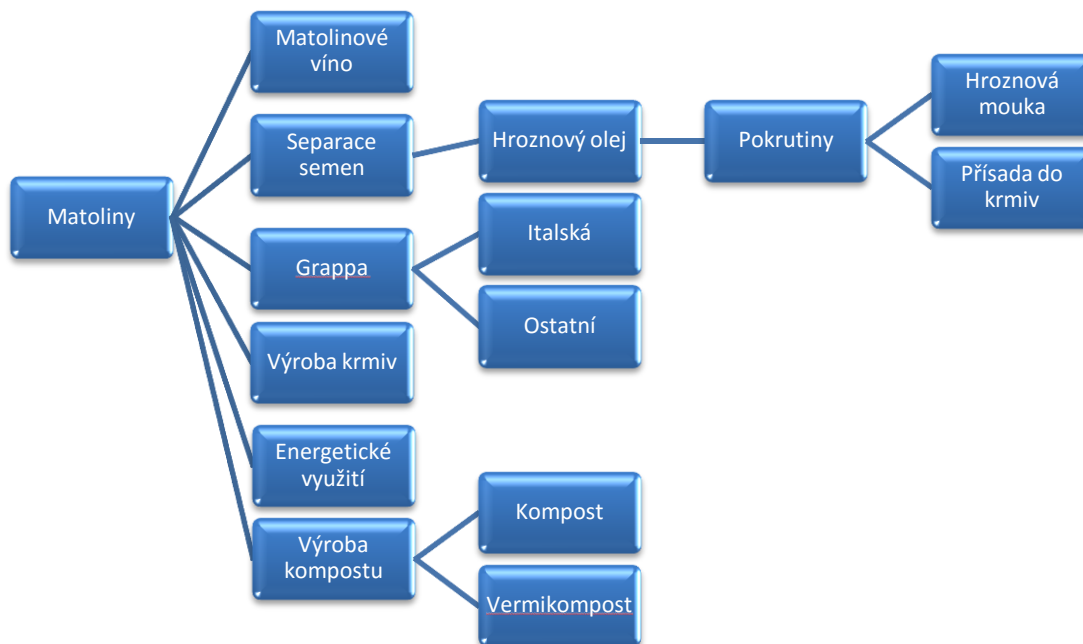 Matoliny
Matolinové
víno
Separace
semen
Hroznový olej
Pokrutiny
Hroznová
mouka
Přísada do
krmiv
Grappa
Italská
Ostatní
Výroba krmiv
Energetické
využití
Výroba
kompostu
Kompost
Vermikompost